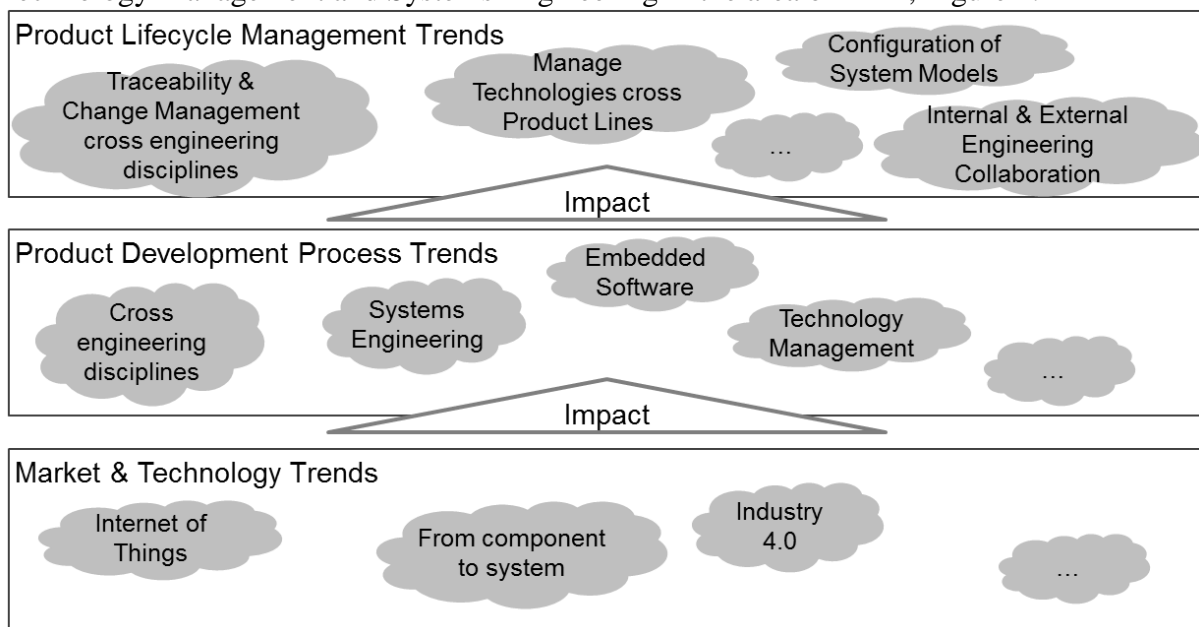 Product Lifecycle Management Trends
Traceability &
Change Management
cross engineering
disciplines
Manage
Technologies cross
Product Lines
Configuration of
System Models
…
Internal & External
Engineering
Collaboration
Impact
Product Development Process Trends
Cross
engineering
disciplines
Systems
Engineering
Embedded
Software
Technology
Management
…
Impact
Market & Technology Trends
Internet of
Things
From component
to system
Industry
4.0
…